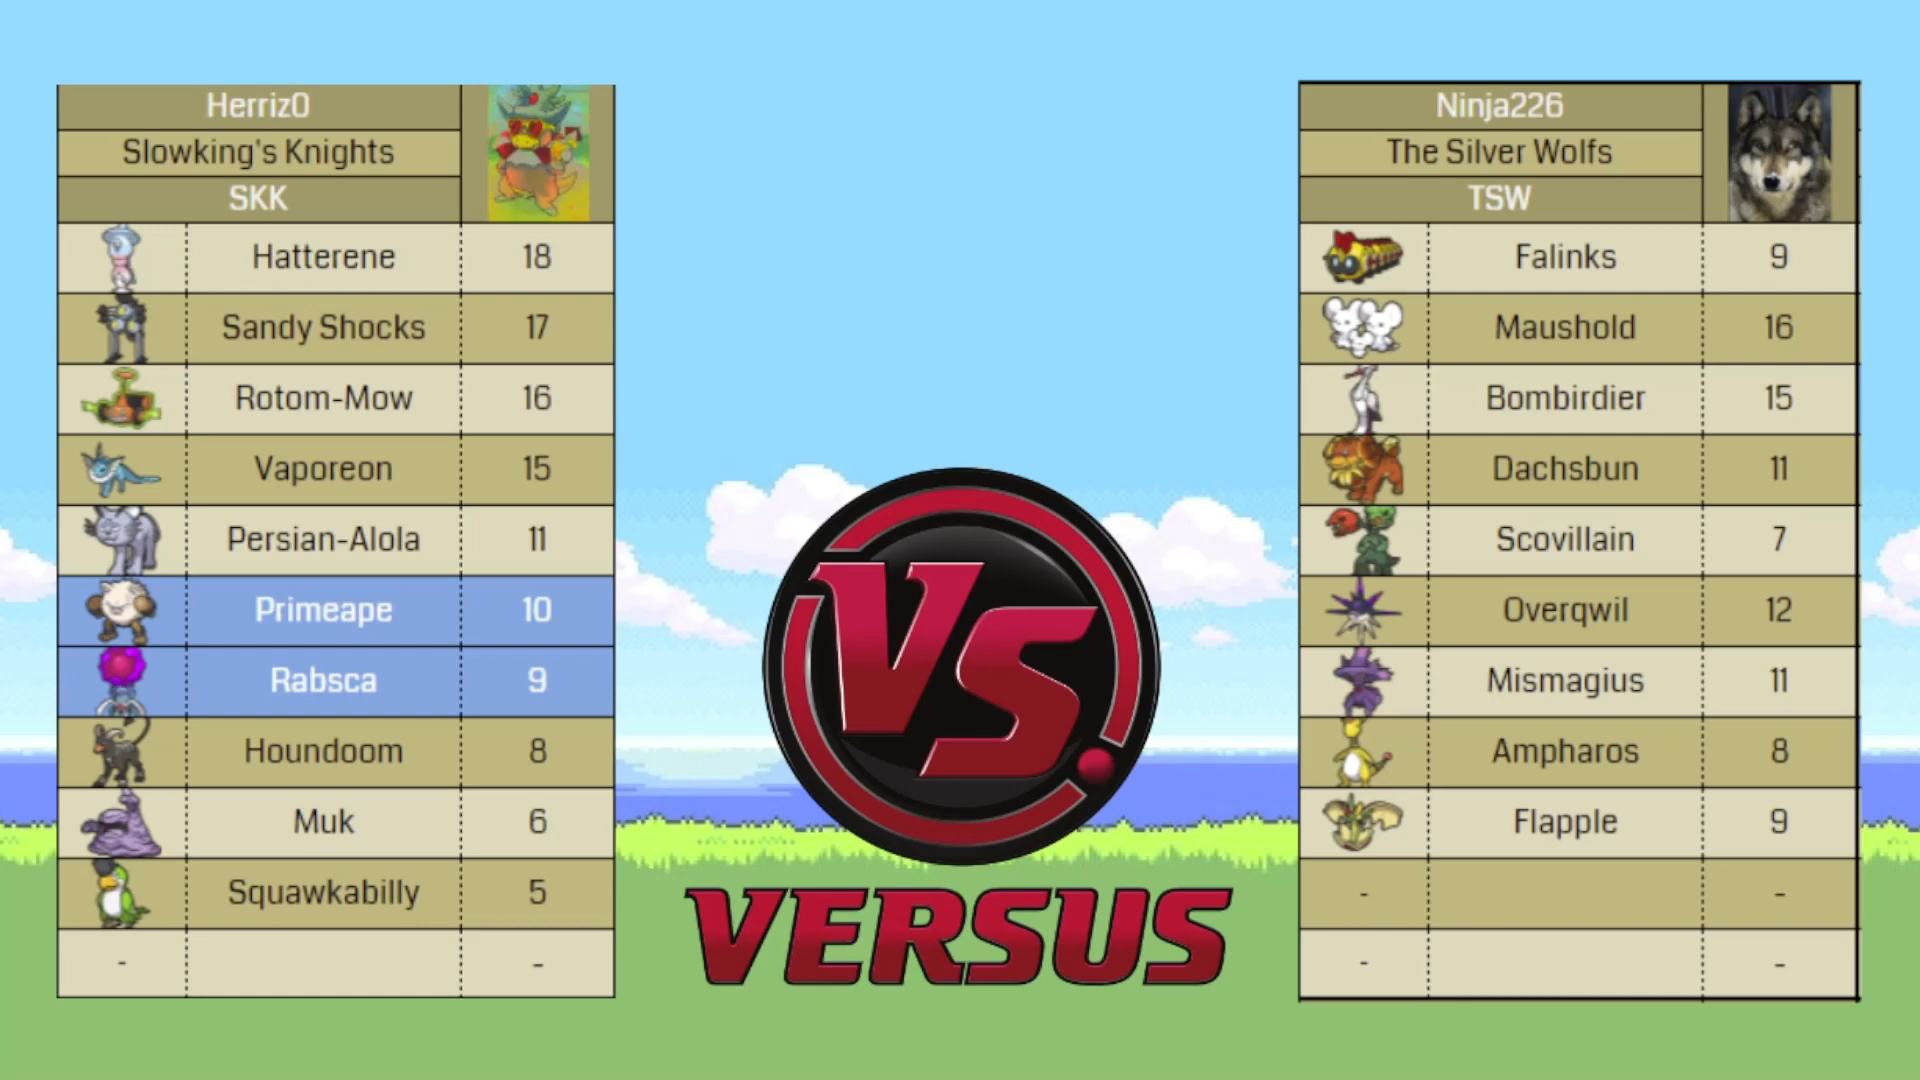 Herriz0
Slowking's Knights
SKK
Hatterene 18
Sandy Shocks 17
Rotom-Mow 16
Vaporeon 15
Persian-Alola 11
Primeape 10
Rabsca 9
Houndoom 8
Muk 6
Squawkabilly 5
- -
VS
VERSUS
Ninja226
The Silver Wolfs
TSW
Falinks 9
Maushold 16
Bombirdier 15
Dachsbun 11
Scovillain 7
Overqwil 12
Mismagius 11
Ampharos 8
Flapple 9
- -
- -